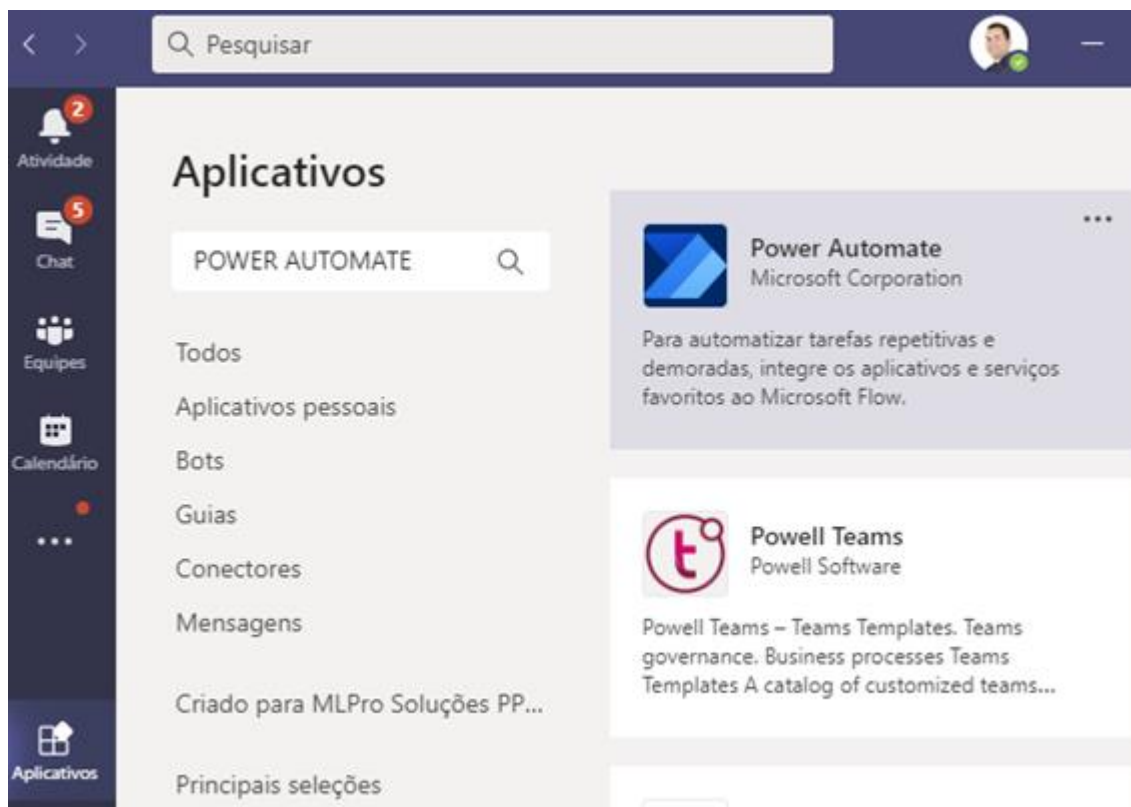 Pesquisar
2
Atividade
5
Chat
Equipes
Calendário
Aplicativos
Aplicativos
POWER AUTOMATE
Todos
Aplicativos pessoais
Bots
Guias
Conectores
Mensagens
Criado para MLPro Soluções PP...
Principais seleções
Power Automate
Microsoft Corporation
Para automatizar tarefas repetitivas e
demoradas, integre os aplicativos e serviços
favoritos ao Microsoft Flow.
t
Powell Teams
Powell Software
Powell Teams – Teams Templates. Teams
governance. Business processes Teams
Templates A catalog of customized teams...